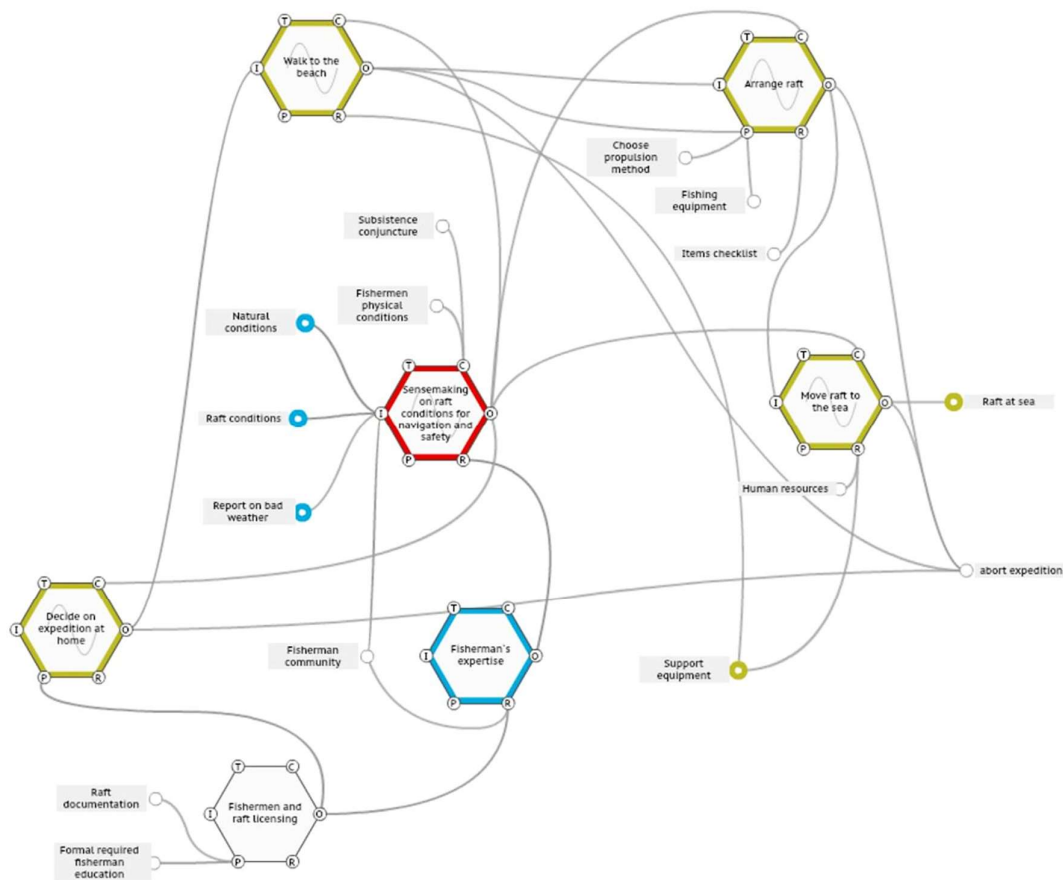 T
C
Walk to the
beach
I
O
P
R
T
C
Arrange raft
I
O
P
R
Choose
propulsion
method
Fishing
equipment
Items checklist
Subsistence
conjuncture
Fishermen
physical
conditions
Natural
conditions
Raft conditions
Report on bad
weather
T
C
Sensemaking
on raft
conditions for
navigation and
safety
I
O
P
R
T
C
Move raft to
the sea
I
O
P
R
Raft at sea
Human resources
abort expedition
T
C
Decide on
expedition at
home
I
O
P
R
Fisherman
community
T
C
Fisherman's
expertise
I
O
P
R
Support
equipment
T
C
Fishermen and
raft licensing
I
O
P
R
Raft
documentation
Formal required
fisherman
education